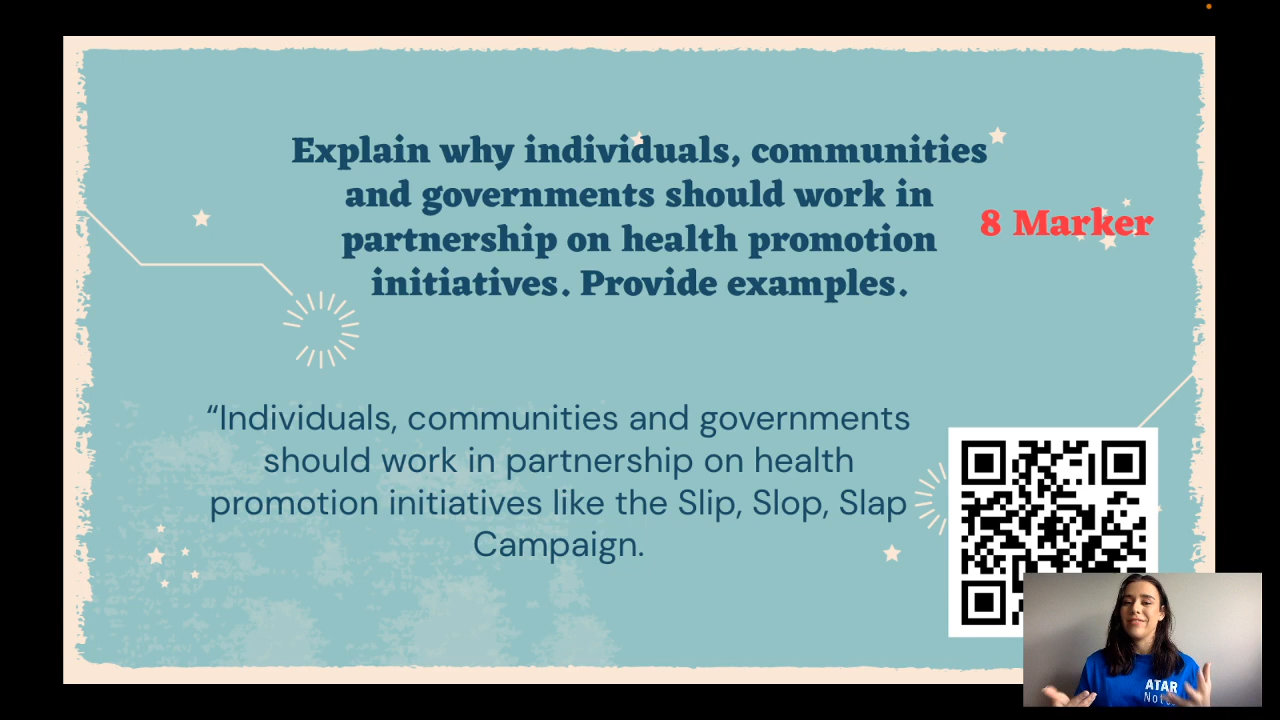 Explain why individuals, communities
and governments should work in
partnership on health promotion
initiatives. Provide examples.
8 Marker
“Individuals, communities and governments
should work in partnership on health
promotion initiatives like the Slip, Slop, Slap
Campaign.
ATAR